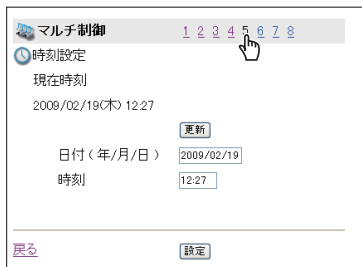 マルチ制御 1 2 3 4 5 6 7 8
時刻設定
現在時刻
2009/02/19(木) 12:27
更新
日付(年/月/日) 2009/02/19
時刻 12:27
戻る 設定